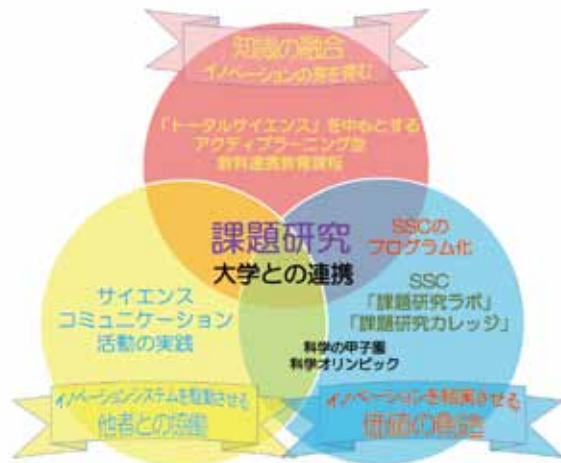 知識の融合
イノベーションの芽を育む
「トータルサイエンス」を中心とする
アクティブラーニング型
教科連携教育課程
課題研究
大学との連携
SSCの
プログラム化
SSC
「課題研究ラボ」
「課題研究カレッジ」
サイエンス
コミュニケーション
活動の実践
科学の甲子園
科学オリンピック
イノベーションシステムを駆動させる
他者との協働
イノベーションを結実させる
価値の創造